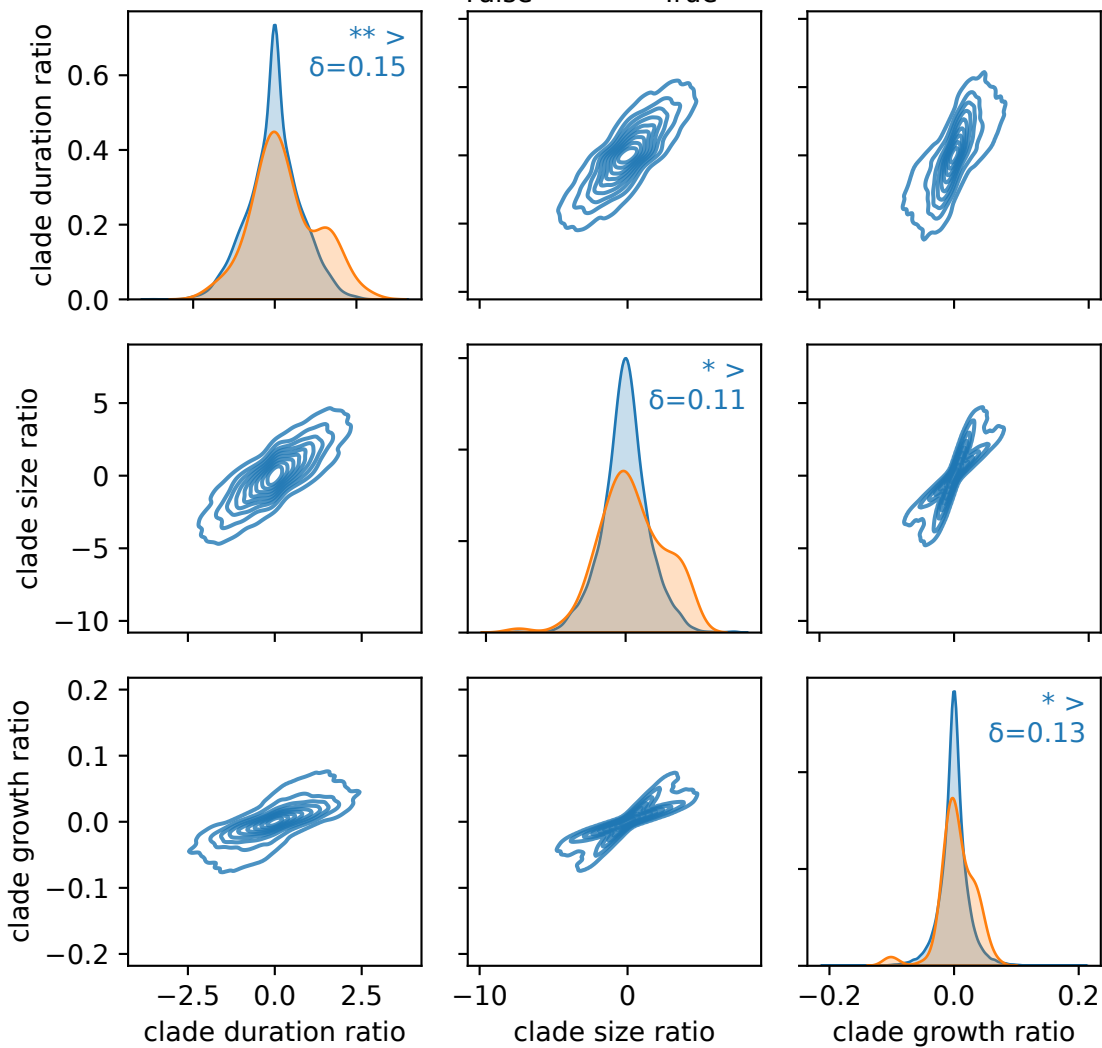 False True
clade duration ratio
0.6
0.4
0.2
0.0
** >
δ=0.15
clade size ratio
5
0
−5
−10
* >
δ=0.11
clade growth ratio
0.2
0.1
0.0
−0.1
−0.2
* >
δ=0.13
−2.5 0.0 2.5
−10 0
−0.2 0.0 0.2
clade duration ratio
clade size ratio
clade growth ratio